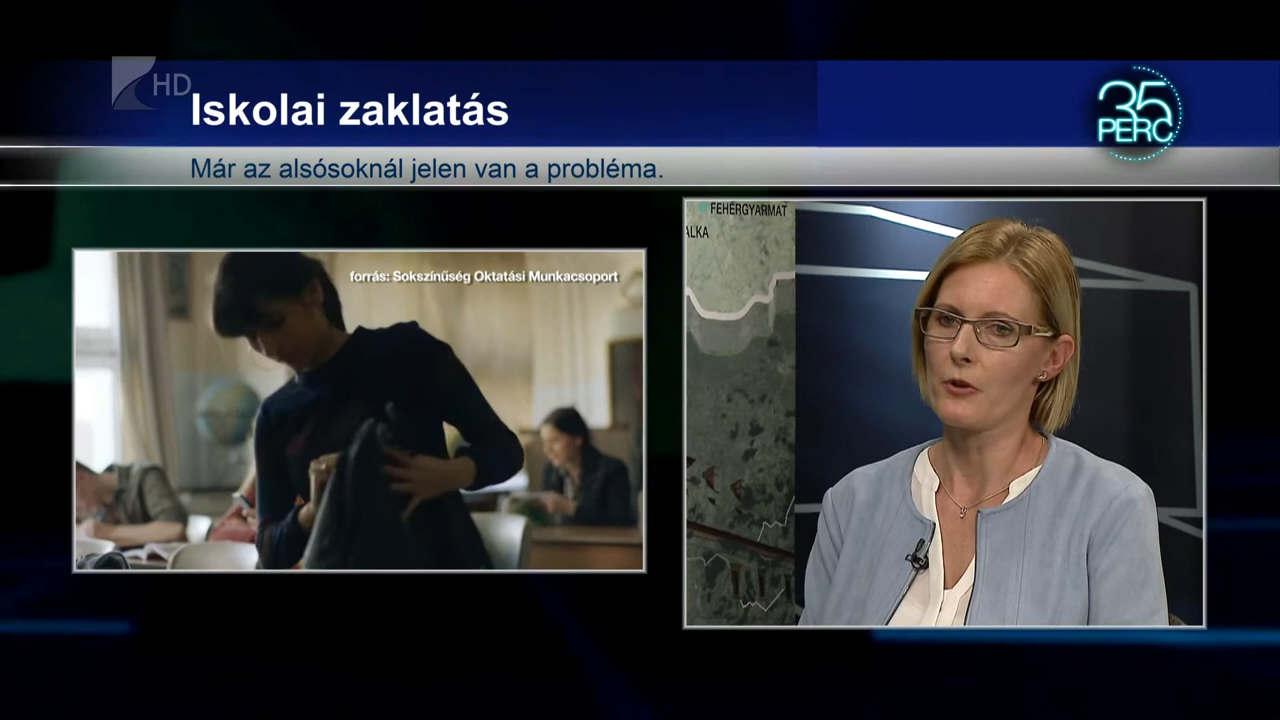 HD
Iskolai zaklatás
35
PERC
Már az alsósoknál jelen van a probléma.
forrás: Sokszínűség Oktatási Munkacsoport
FEHÉRGYARMAT
ALKA